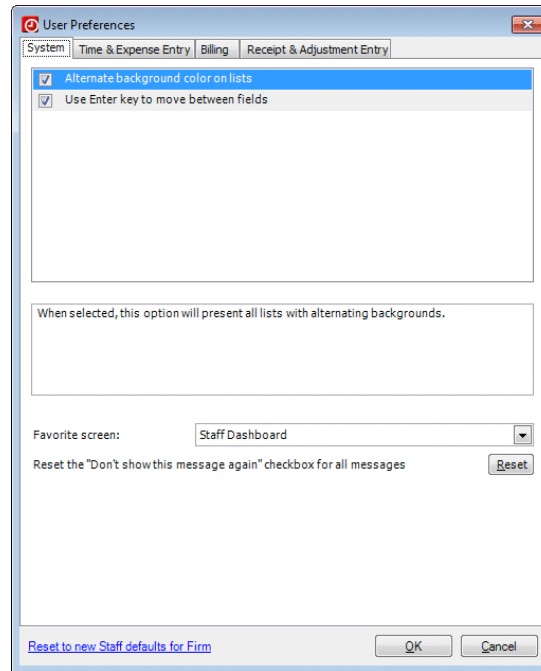 User Preferences
System Time & Expense Entry Billing Receipt & Adjustment Entry
Alternate background color on lists
Use Enter key to move between fields
When selected, this option will present all lists with alternating backgrounds.
Favorite screen: Staff Dashboard
Reset the "Don't show this message again" checkbox for all messages Reset
Reset to new Staff defaults for Firm OK Cancel